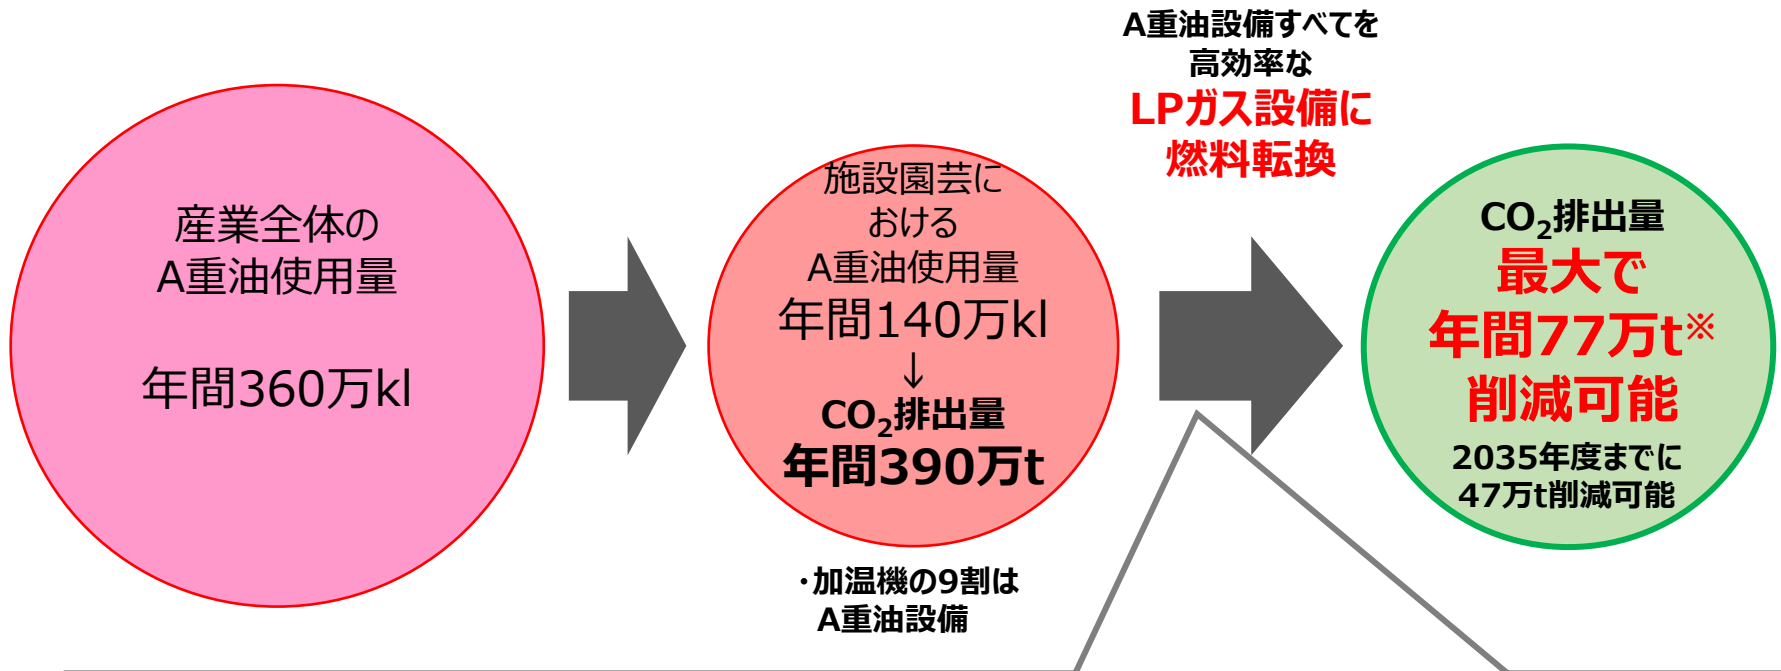 産業全体の
A重油使用量
年間360万kl
施設園芸に
おける
A重油使用量
年間140万kl
↓
CO₂排出量
年間390万t
・加温機の9割は
A重油設備
A重油設備すべてを
高効率な
LPガス設備に
燃料転換
CO₂排出量
最大で
年間77万t※
削減可能
2035年度までに
47万t削減可能